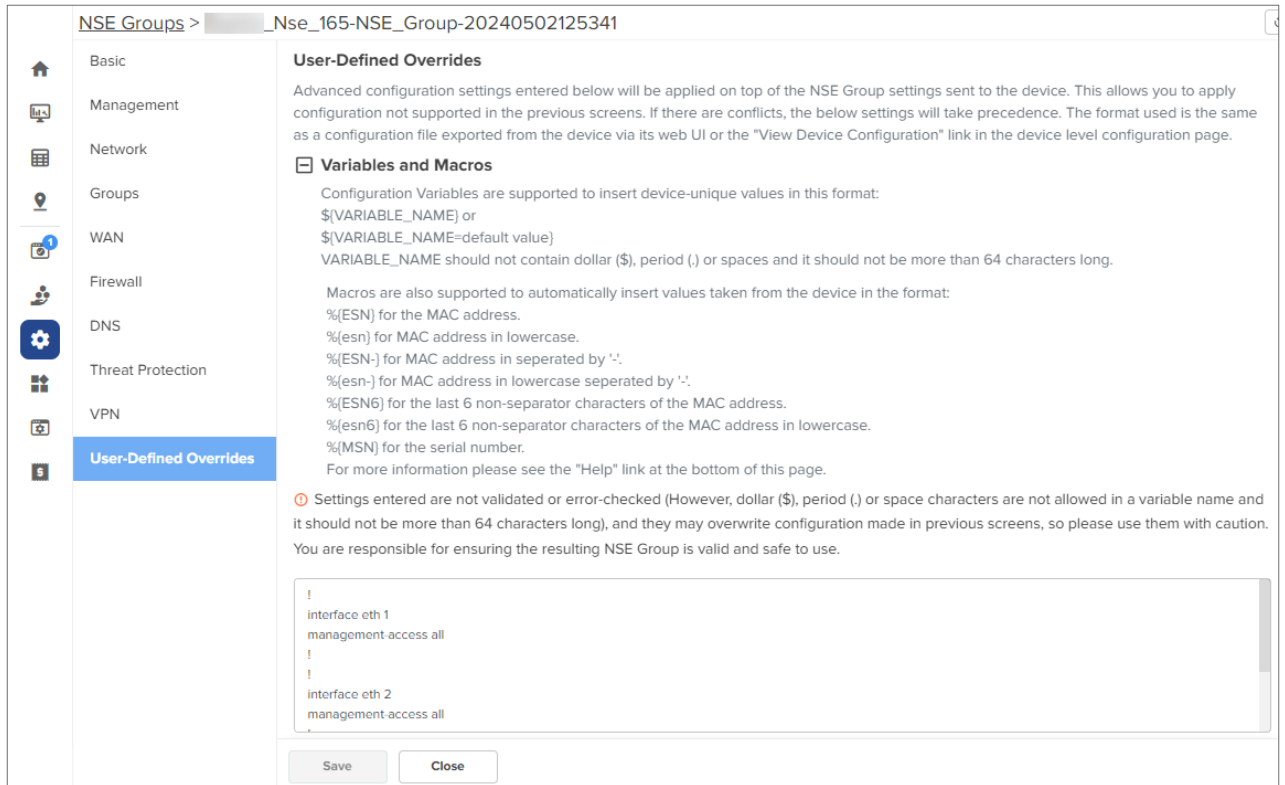 NSE Groups > _Nse_165-NSE_Group-20240502125341
Basic
Management
Network
Groups
WAN
Firewall
DNS
Threat Protection
VPN
User-Defined Overrides
1
User-Defined Overrides
Advanced configuration settings entered below will be applied on top of the NSE Group settings sent to the device. This allows you to apply
configuration not supported in the previous screens. If there are conflicts, the below settings will take precedence. The format used is the same
as a configuration file exported from the device via its web UI or the "View Device Configuration" link in the device level configuration page.
Variables and Macros
Configuration Variables are supported to insert device-unique values in this format:
${VARIABLE_NAME} or
${VARIABLE_NAME=default value}
VARIABLE_NAME should not contain dollar ($), period (.) or spaces and it should not be more than 64 characters long.
Macros are also supported to automatically insert values taken from the device in the format:
%{ESN} for the MAC address.
%{esn} for MAC address in lowercase.
%{ESN-} for MAC address in seperated by '-'.
%{esn-} for MAC address in lowercase seperated by '-'.
%{ESN6} for the last 6 non-separator characters of the MAC address.
%{esn6} for the last 6 non-separator characters of the MAC address in lowercase.
%{MSN} for the serial number.
For more information please see the "Help" link at the bottom of this page.
Settings entered are not validated or error-checked (However, dollar ($), period (.) or space characters are not allowed in a variable name and
it should not be more than 64 characters long), and they may overwrite configuration made in previous screens, so please use them with caution.
You are responsible for ensuring the resulting NSE Group is valid and safe to use.
!
interface eth 1
management-access all
!
!
interface eth 2
management-access all
Save
Close